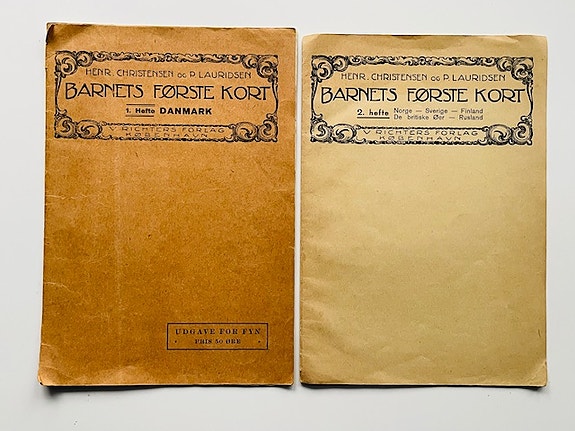 HENR. CHRISTENSEN OG P. LAURIDSEN
BARNETS FØRSTE KORT
1. Hefte DANMARK
V. RICHTERS FORLAG
KØBENHAVN
UDGAVE FOR FYN
PRIS 50 ØRE
HENR. CHRISTENSEN OG P. LAURIDSEN
BARNETS FØRSTE KORT
2. hefte Norge — Sverige — Finland
De britiske Øer — Rusland
V. RICHTERS FORLAG
KØBENHAVN